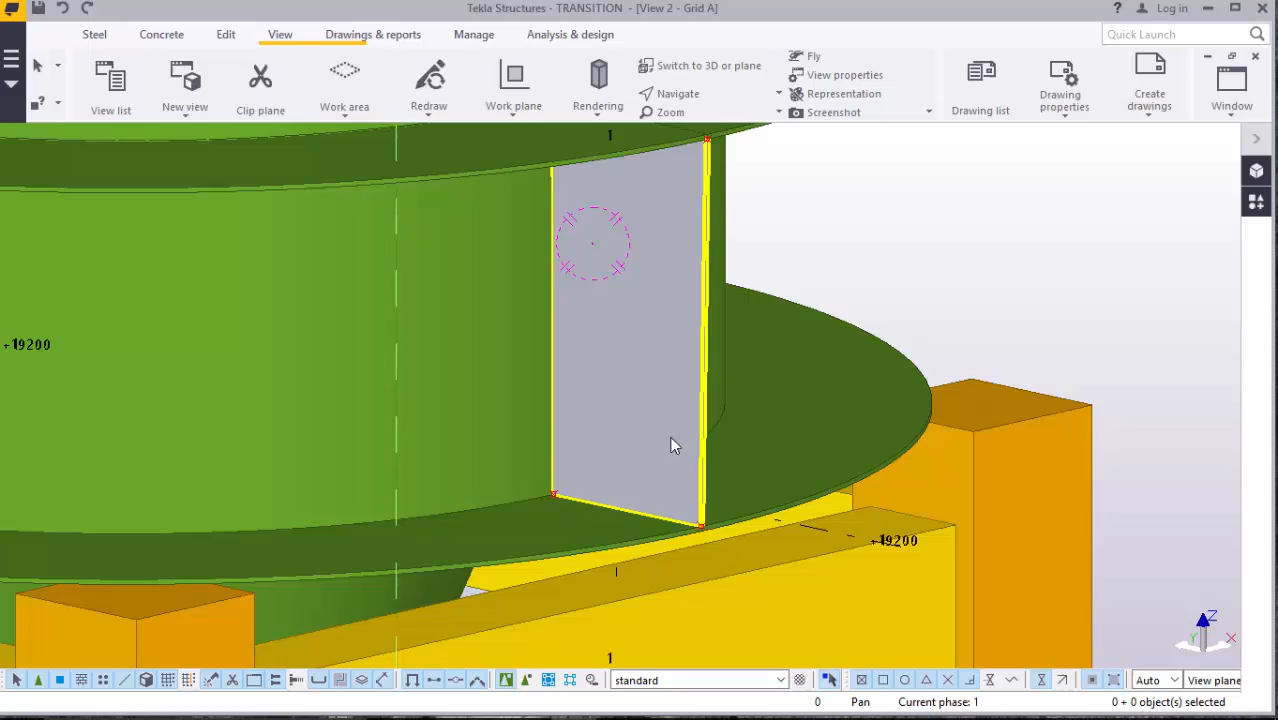 Tekla Structures - TRANSITION - [View 2 - Grid A]
? Log in
Steel Concrete Edit View Drawings & reports Manage Analysis & design
Quick Launch
View list
New view
Clip plane
Work area
Redraw
Work plane
Rendering
Switch to 3D or plane
Navigate
Zoom
Fly
View properties
Representation
Screenshot
Drawing list
Drawing properties
Create drawings
Window
1
+19200
+19200
1
Z
Y
X
standard
Auto
View plane
0 Pan Current phase: 1 0 + 0 object(s) selected